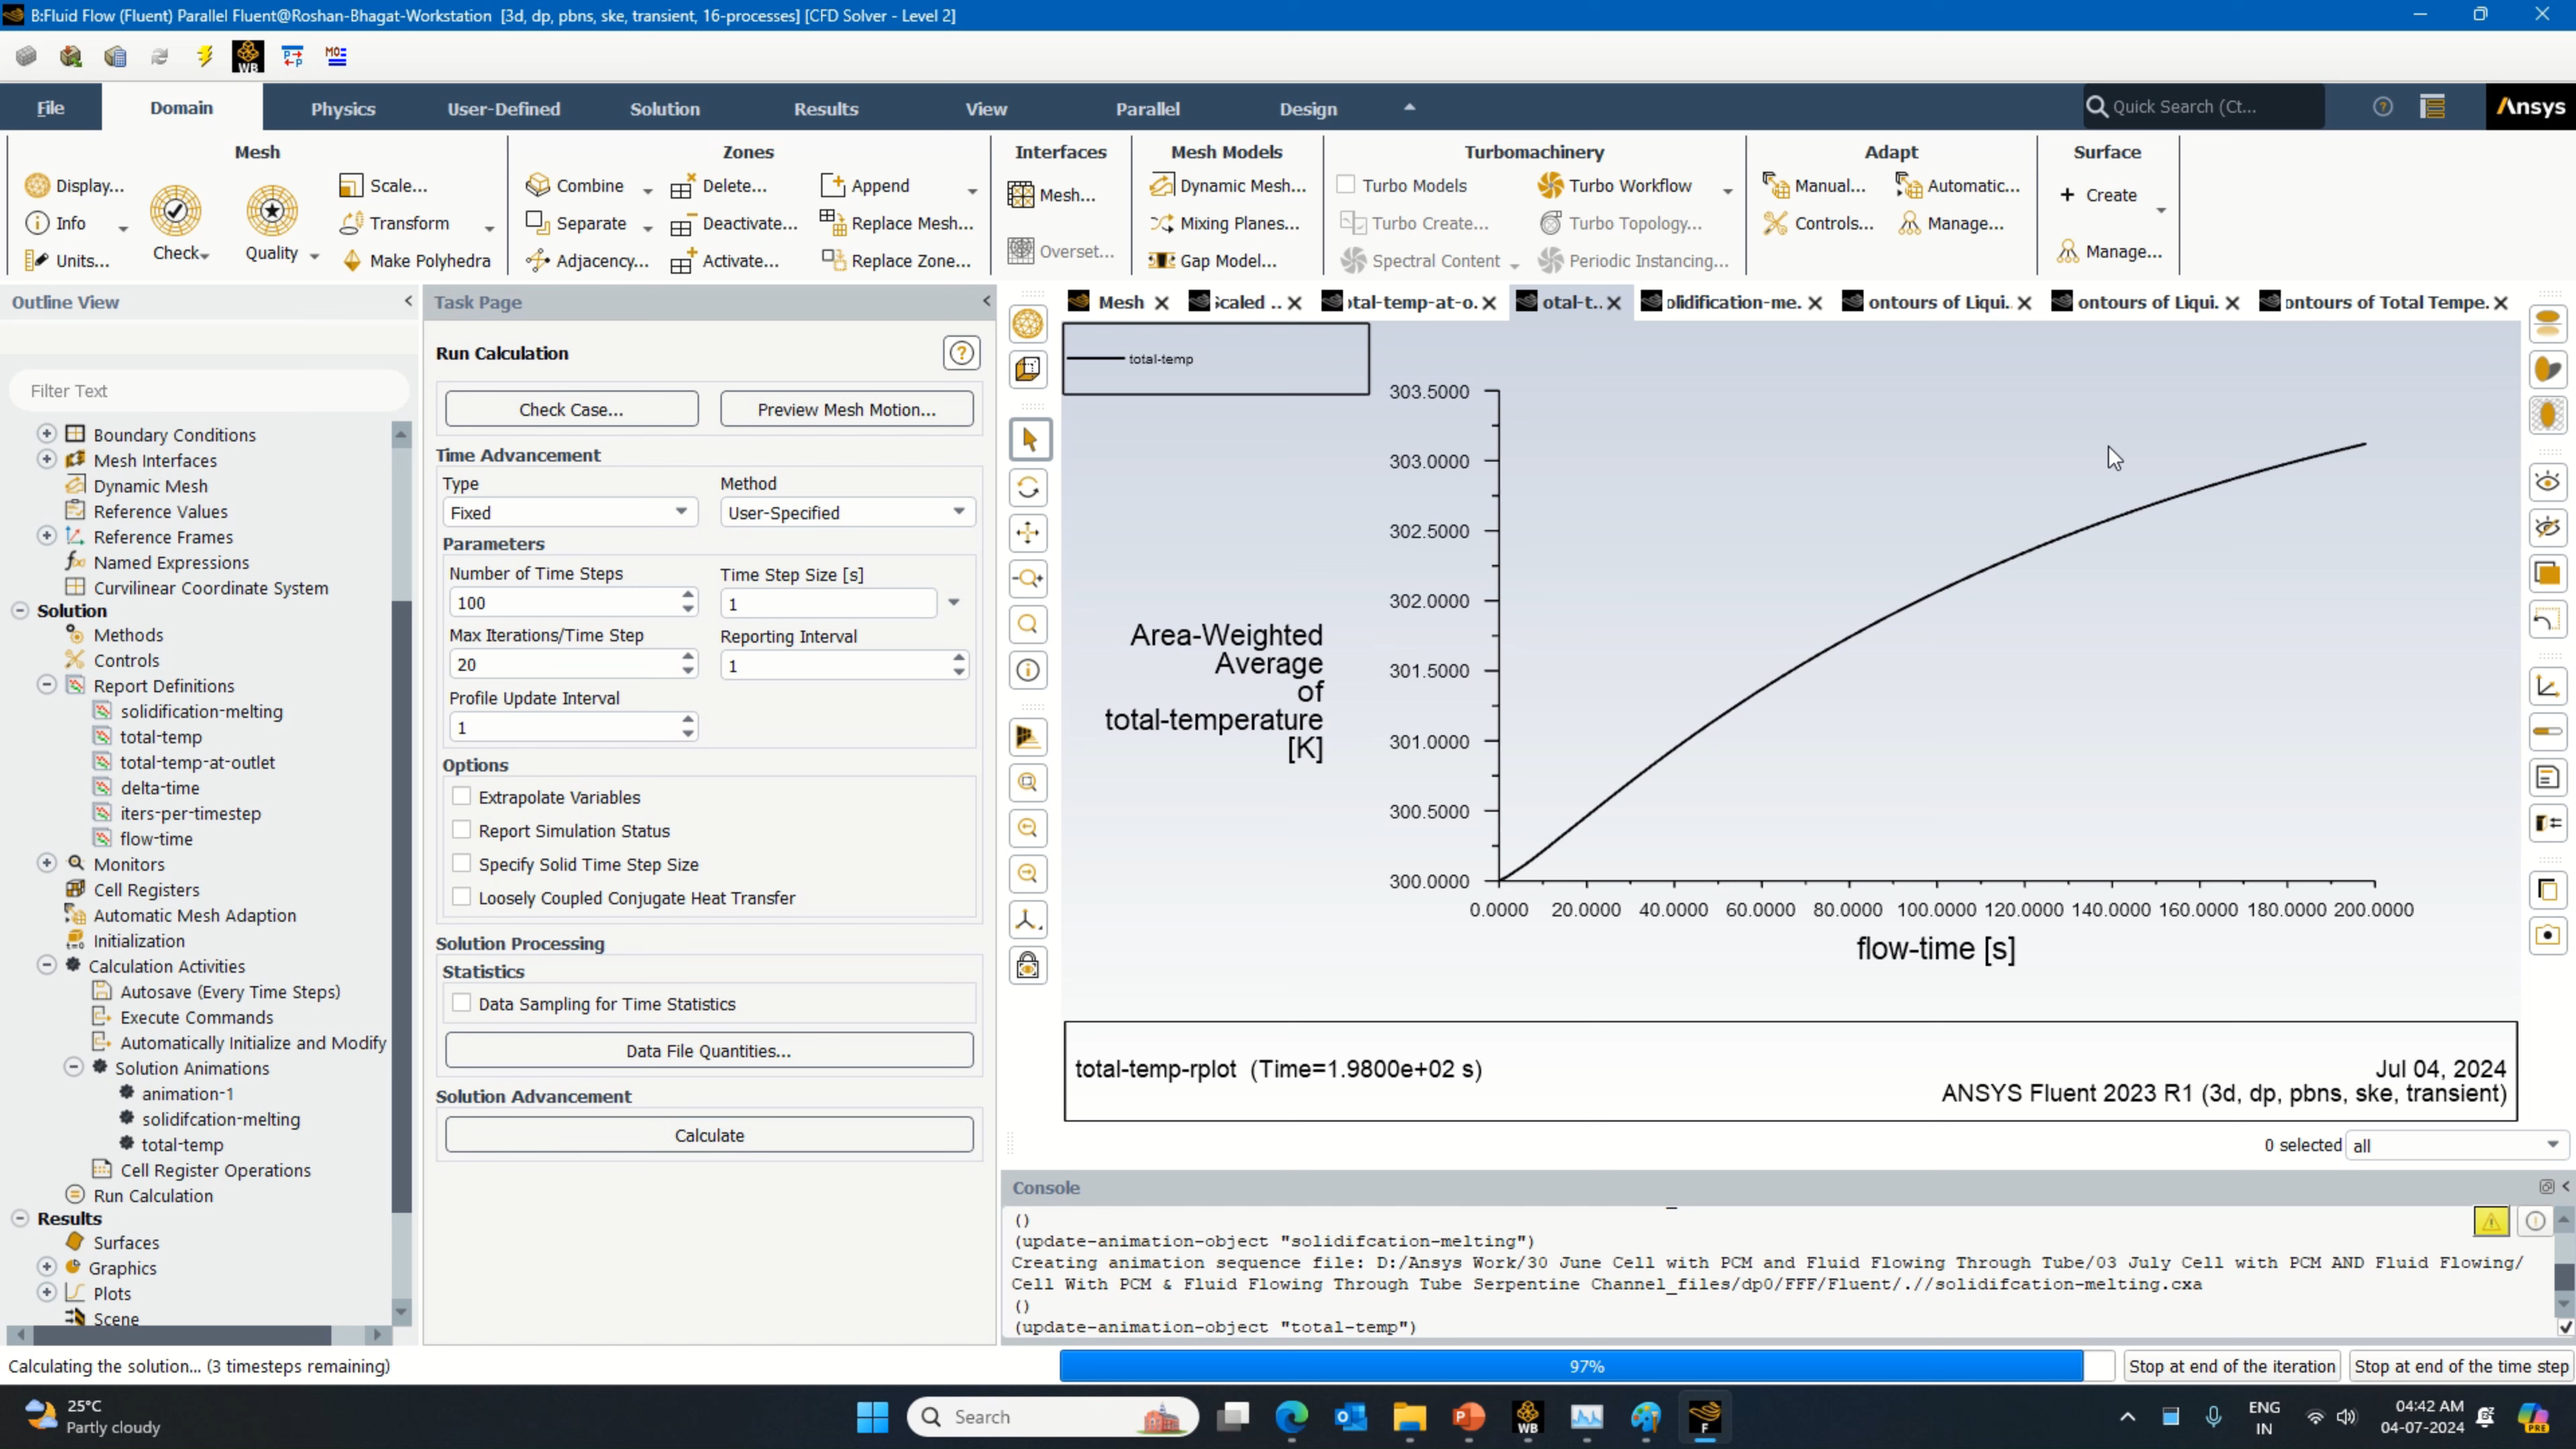 B:Fluid Flow (Fluent) Parallel Fluent@Roshan-Bhagat-Workstation [3d, dp, pbns, ske, transient, 16-processes] [CFD Solver - Level 2]
WB
File Domain Physics User-Defined Solution Results View Parallel Design Quick Search (Ct... Ansys
Mesh Zones Interfaces Mesh Models Turbomachinery Adapt Surface
Display... Scale... Combine Delete... Append Mesh... Dynamic Mesh... Turbo Models Turbo Workflow Manual... Automatic... Create
Info Transform Separate Deactivate... Replace Mesh... Mixing Planes... Turbo Create... Turbo Topology... Controls... Manage...
Check Quality Overset... Manage...
Units... Make Polyhedra Adjacency... Activate... Replace Zone... Gap Model... Spectral Content Periodic Instancing...
Outline View
Task Page
Mesh
caled ..
tal-temp-at-o.
otal-t..
olidification-me.
ontours of Liqui.
ontours of Liqui.
ontours of Total Tempe.
Filter Text
Boundary Conditions
Mesh Interfaces
Dynamic Mesh
Reference Values
Reference Frames
Named Expressions
Curvilinear Coordinate System
Solution
Methods
Controls
Report Definitions
solidification-melting
total-temp
total-temp-at-outlet
delta-time
iters-per-timestep
flow-time
Monitors
Cell Registers
Automatic Mesh Adaption
Initialization
Calculation Activities
Autosave (Every Time Steps)
Execute Commands
Automatically Initialize and Modify
Solution Animations
animation-1
solidifcation-melting
total-temp
Cell Register Operations
Run Calculation
Results
Surfaces
Graphics
Plots
Scene
Run Calculation
Check Case... Preview Mesh Motion...
Time Advancement
Type Method
Fixed User-Specified
Parameters
Number of Time Steps Time Step Size [s]
100 1
Max Iterations/Time Step Reporting Interval
20 1
Profile Update Interval
1
Options
Extrapolate Variables
Report Simulation Status
Specify Solid Time Step Size
Loosely Coupled Conjugate Heat Transfer
Solution Processing
Statistics
Data Sampling for Time Statistics
Data File Quantities...
Solution Advancement
Calculate
total-temp
303.5000
303.0000
302.5000
302.0000
301.5000
301.0000
300.5000
300.0000
Area-Weighted
Average
of
total-temperature
[K]
0.0000 20.0000 40.0000 60.0000 80.0000 100.0000 120.0000 140.0000 160.0000 180.0000 200.0000
flow-time [s]
total-temp-rplot (Time=1.9800e+02 s)
Jul 04, 2024
ANSYS Fluent 2023 R1 (3d, dp, pbns, ske, transient)
0 selected all
Console
()
(update-animation-object "solidifcation-melting")
Creating animation sequence file: D:/Ansys Work/30 June Cell with PCM and Fluid Flowing Through Tube/03 July Cell with PCM AND Fluid Flowing/
Cell With PCM & Fluid Flowing Through Tube Serpentine Channel_files/dp0/FFF/Fluent/.//solidifcation-melting.cxa
()
(update-animation-object "total-temp")
Calculating the solution... (3 timesteps remaining) 97% Stop at end of the iteration Stop at end of the time step
25°C
Partly cloudy
Search
WB
F
ENG
IN
04:42 AM
04-07-2024
PRE